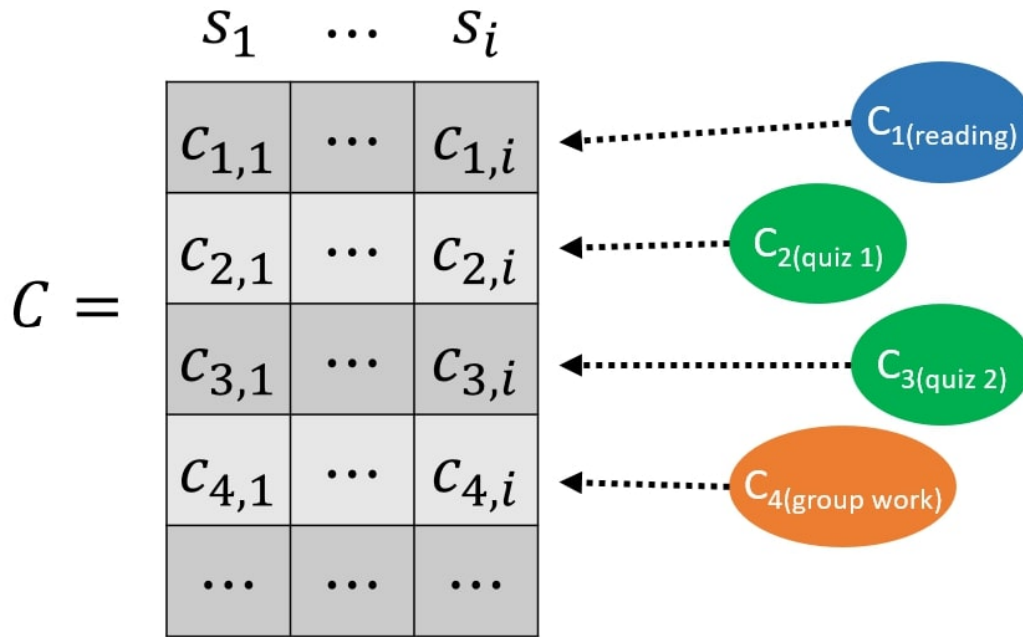 s₁ ⋯ sᵢ
c₁,₁ ⋯ c₁,ᵢ C₁(reading)
c₂,₁ ⋯ c₂,ᵢ C₂(quiz 1)
C =
c₃,₁ ⋯ c₃,ᵢ C₃(quiz 2)
c₄,₁ ⋯ c₄,ᵢ C₄(group work)
⋯ ⋯ ⋯